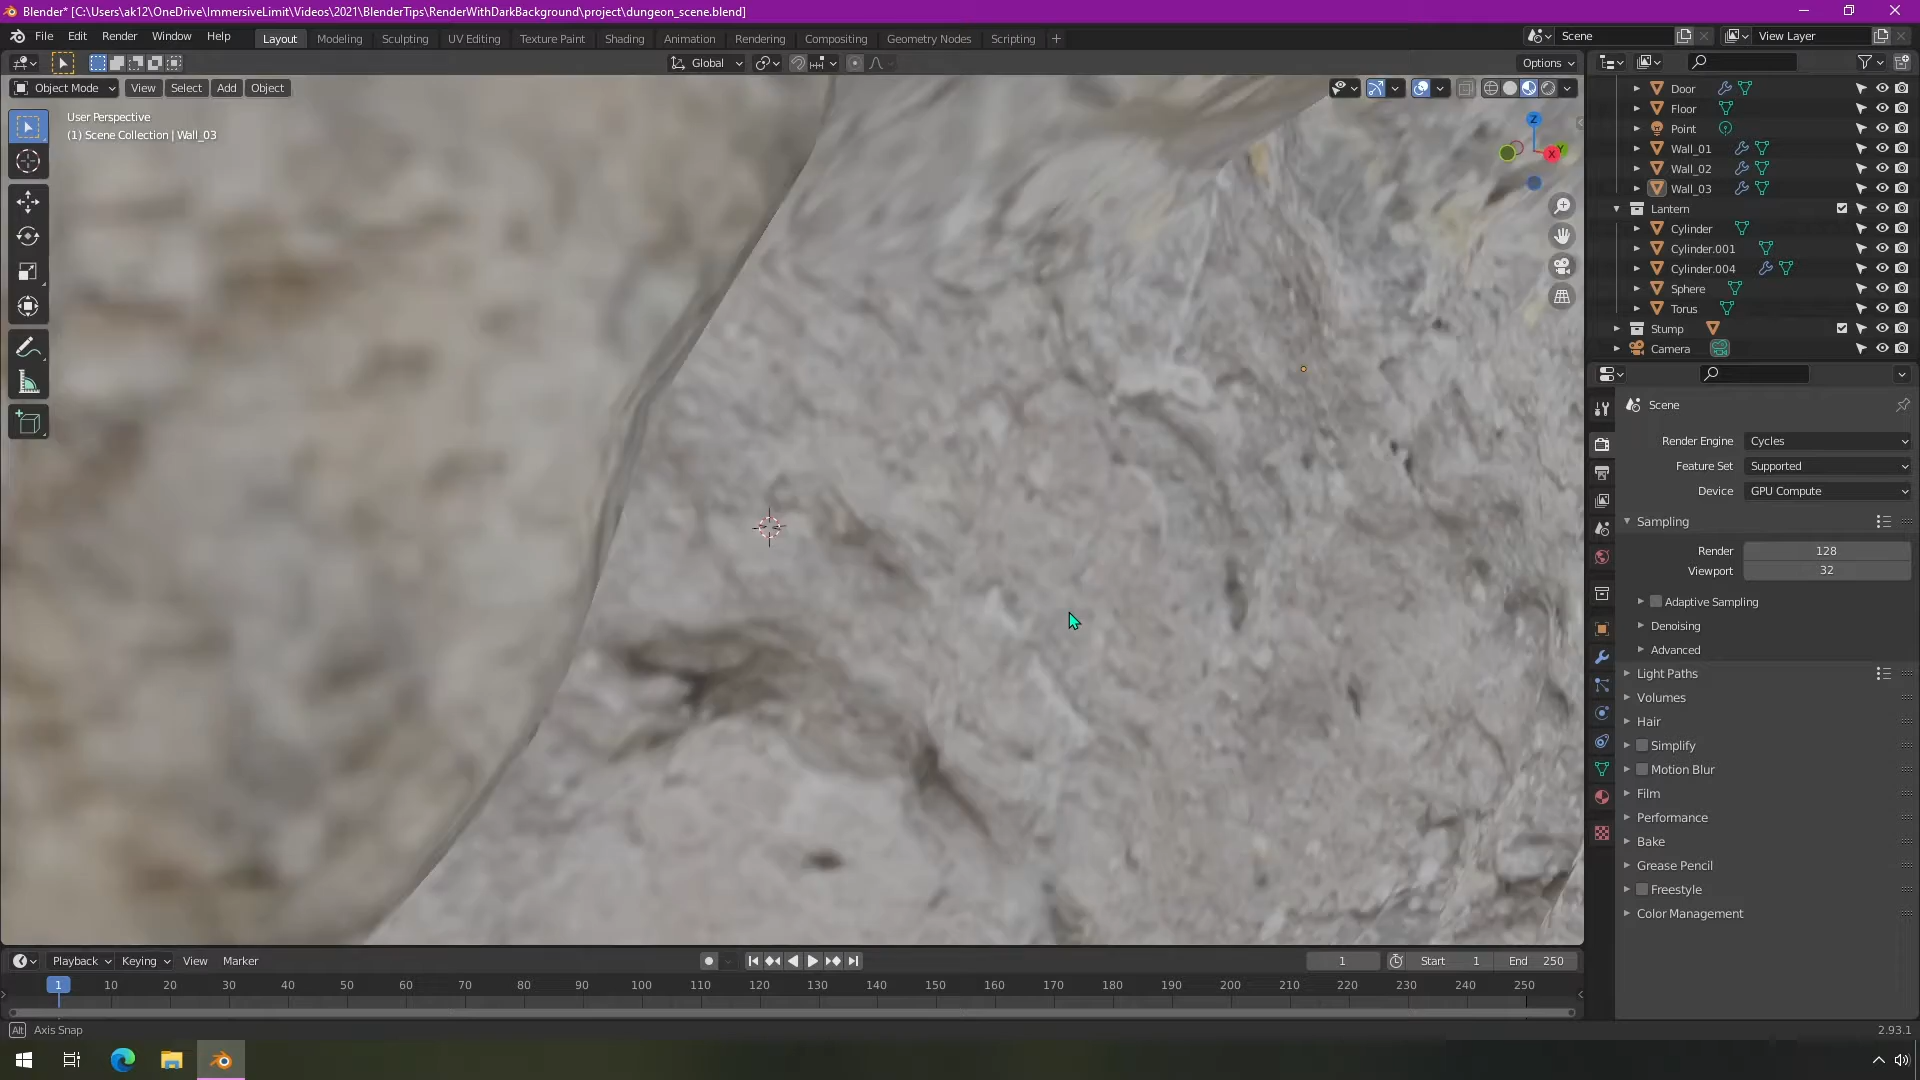 Blender* [C:\Users\ak12\OneDrive\ImmersiveLimit\Videos\2021\BlenderTips\RenderWithDarkBackground\project\dungeon_scene.blend]
File Edit Render Window Help Layout Modeling Sculpting UV Editing Texture Paint Shading Animation Rendering Compositing Geometry Nodes Scripting + Scene View Layer
Global Options
Object Mode View Select Add Object
User Perspective
(1) Scene Collection | Wall_03
Z
X Y
Door
Floor
Point
Wall_01
Wall_02
Wall_03
Lantern
Cylinder
Cylinder.001
Cylinder.004
Sphere
Torus
Stump
Camera
Scene
Render Engine Cycles
Feature Set Supported
Device GPU Compute
Sampling
Render 128
Viewport 32
Adaptive Sampling
Denoising
Advanced
Light Paths
Volumes
Hair
Simplify
Motion Blur
Film
Performance
Bake
Grease Pencil
Freestyle
Color Management
Playback Keying View Marker 1 Start 1 End 250
1 10 20 30 40 50 60 70 80 90 100 110 120 130 140 150 160 170 180 190 200 210 220 230 240 250
Alt Axis Snap 2.93.1